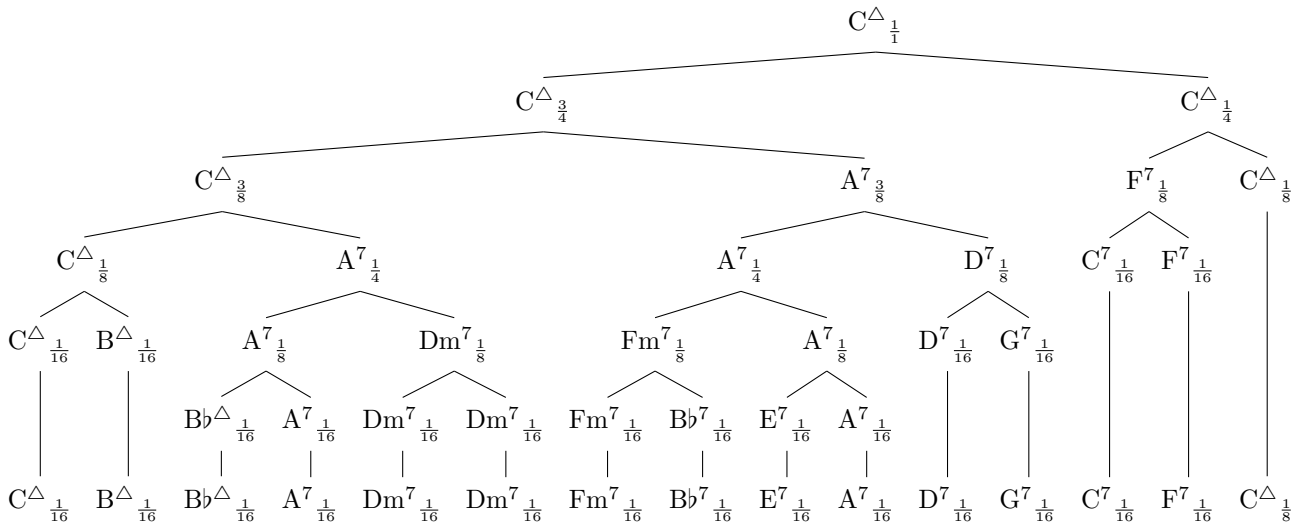 C△ 1/1
C△ 3/4 C△ 1/4
C△ 3/8 A7 3/8 F7 1/8 C△ 1/8
C△ 1/8 A7 1/4 A7 1/4 D7 1/8 C7 1/16 F7 1/16
C△ 1/16 B△ 1/16 A7 1/8 Dm7 1/8 Fm7 1/8 A7 1/8 D7 1/16 G7 1/16
B♭△ 1/16 A7 1/16 Dm7 1/16 Dm7 1/16 Fm7 1/16 B♭7 1/16 E7 1/16 A7 1/16
C△ 1/16 B△ 1/16 B♭△ 1/16 A7 1/16 Dm7 1/16 Dm7 1/16 Fm7 1/16 B♭7 1/16 E7 1/16 A7 1/16 D7 1/16 G7 1/16 C7 1/16 F7 1/16 C△ 1/8